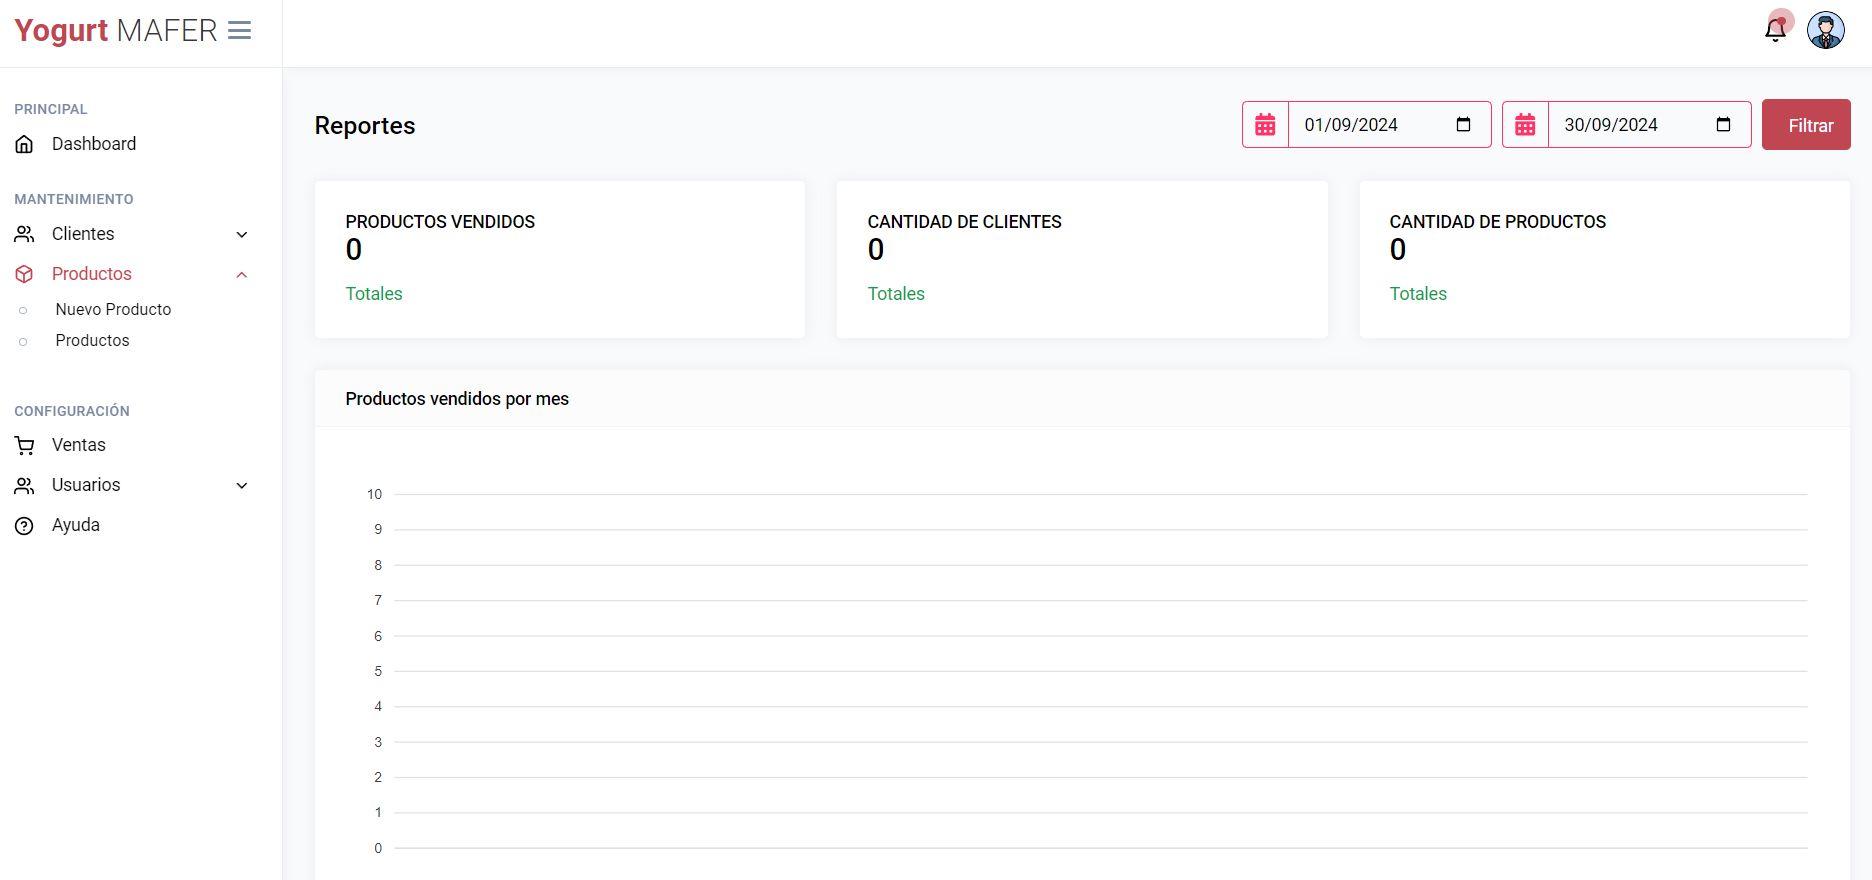 Yogurt MAFER
PRINCIPAL
Dashboard
MANTENIMIENTO
Clientes
Productos
Nuevo Producto
Productos
CONFIGURACIÓN
Ventas
Usuarios
Ayuda
Reportes
01/09/2024
30/09/2024
Filtrar
PRODUCTOS VENDIDOS
0
Totales
CANTIDAD DE CLIENTES
0
Totales
CANTIDAD DE PRODUCTOS
0
Totales
Productos vendidos por mes
10
9
8
7
6
5
4
3
2
1
0